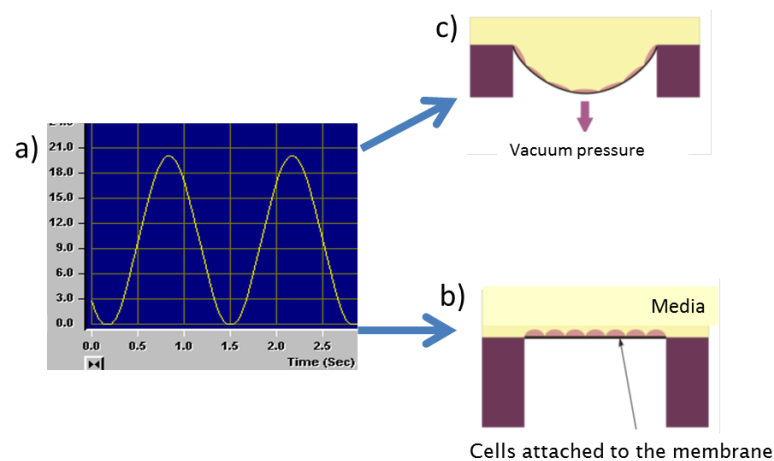 c)
Vacuum pressure
a)
24.0
21.0
18.0
15.0
12.0
9.0
6.0
3.0
0.0
0.0 0.5 1.0 1.5 2.0 2.5
Time (Sec)
b)
Media
Cells attached to the membrane